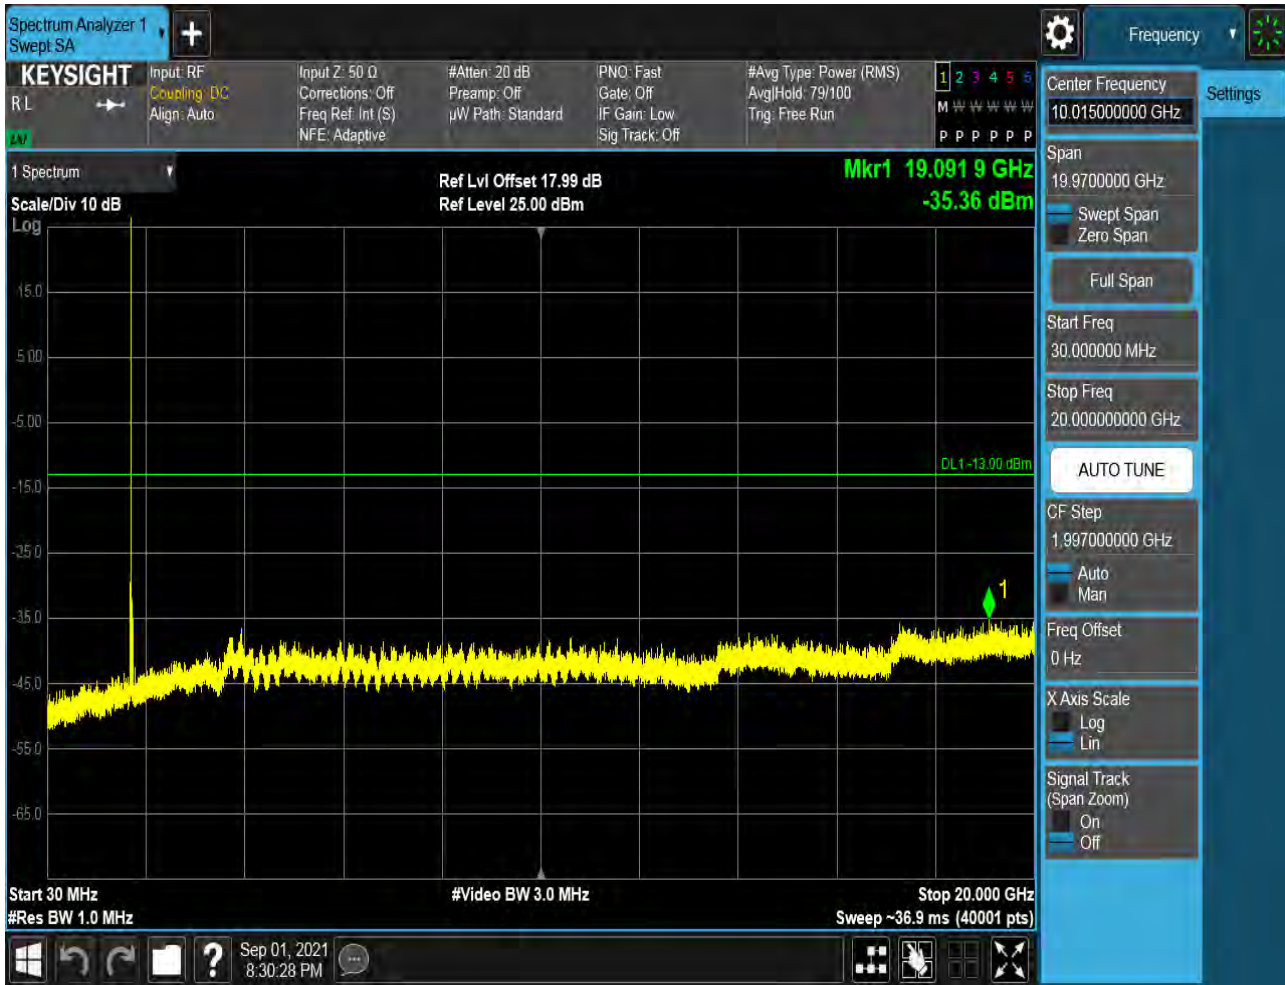 Spectrum Analyzer 1
Swept SA
Frequency
KEYSIGHT
R L
Input: RF
Coupling: DC
Align: Auto
Input Z: 50 Ω
Corrections: Off
Freq Ref: Int (S)
NFE: Adaptive
#Atten: 20 dB
Preamp: Off
µW Path: Standard
PNO: Fast
Gate: Off
IF Gain: Low
Sig Track: Off
#Avg Type: Power (RMS)
Avg|Hold: 79/100
Trig: Free Run
1 2 3 4 5 6
M W W W W W
P P P P P P
1 Spectrum
Scale/Div 10 dB
Log
Ref Lvl Offset 17.99 dB
Ref Level 25.00 dBm
Mkr1 19.091 9 GHz
-35.36 dBm
15.0
5.00
-5.00
-15.0
-25.0
-35.0
-45.0
-55.0
-65.0
DL1 -13.00 dBm
1
Start 30 MHz
#Res BW 1.0 MHz
#Video BW 3.0 MHz
Stop 20.000 GHz
Sweep ~36.9 ms (40001 pts)
Center Frequency
10.015000000 GHz
Settings
Span
19.9700000 GHz
Swept Span
Zero Span
Full Span
Start Freq
30.000000 MHz
Stop Freq
20.000000000 GHz
AUTO TUNE
CF Step
1.997000000 GHz
Auto
Man
Freq Offset
0 Hz
X Axis Scale
Log
Lin
Signal Track
(Span Zoom)
On
Off
?
Sep 01, 2021
8:30:28 PM